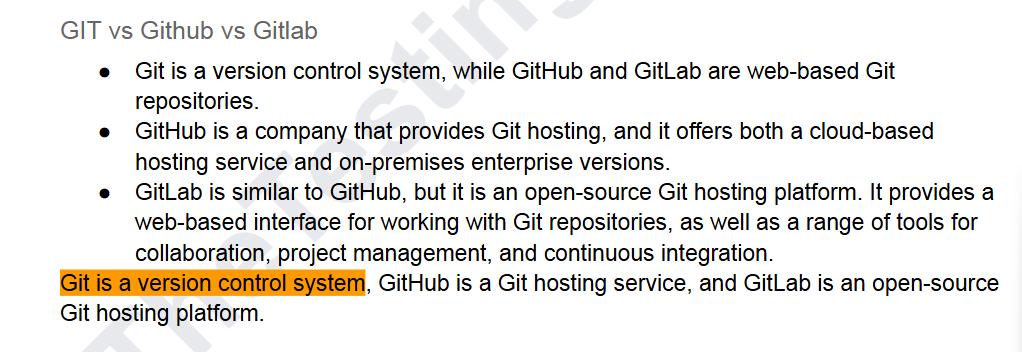 GIT vs Github vs Gitlab
● Git is a version control system, while GitHub and GitLab are web-based Git
repositories.
● GitHub is a company that provides Git hosting, and it offers both a cloud-based
hosting service and on-premises enterprise versions.
● GitLab is similar to GitHub, but it is an open-source Git hosting platform. It provides a
web-based interface for working with Git repositories, as well as a range of tools for
collaboration, project management, and continuous integration.
Git is a version control system, GitHub is a Git hosting service, and GitLab is an open-source
Git hosting platform.
TheTesting